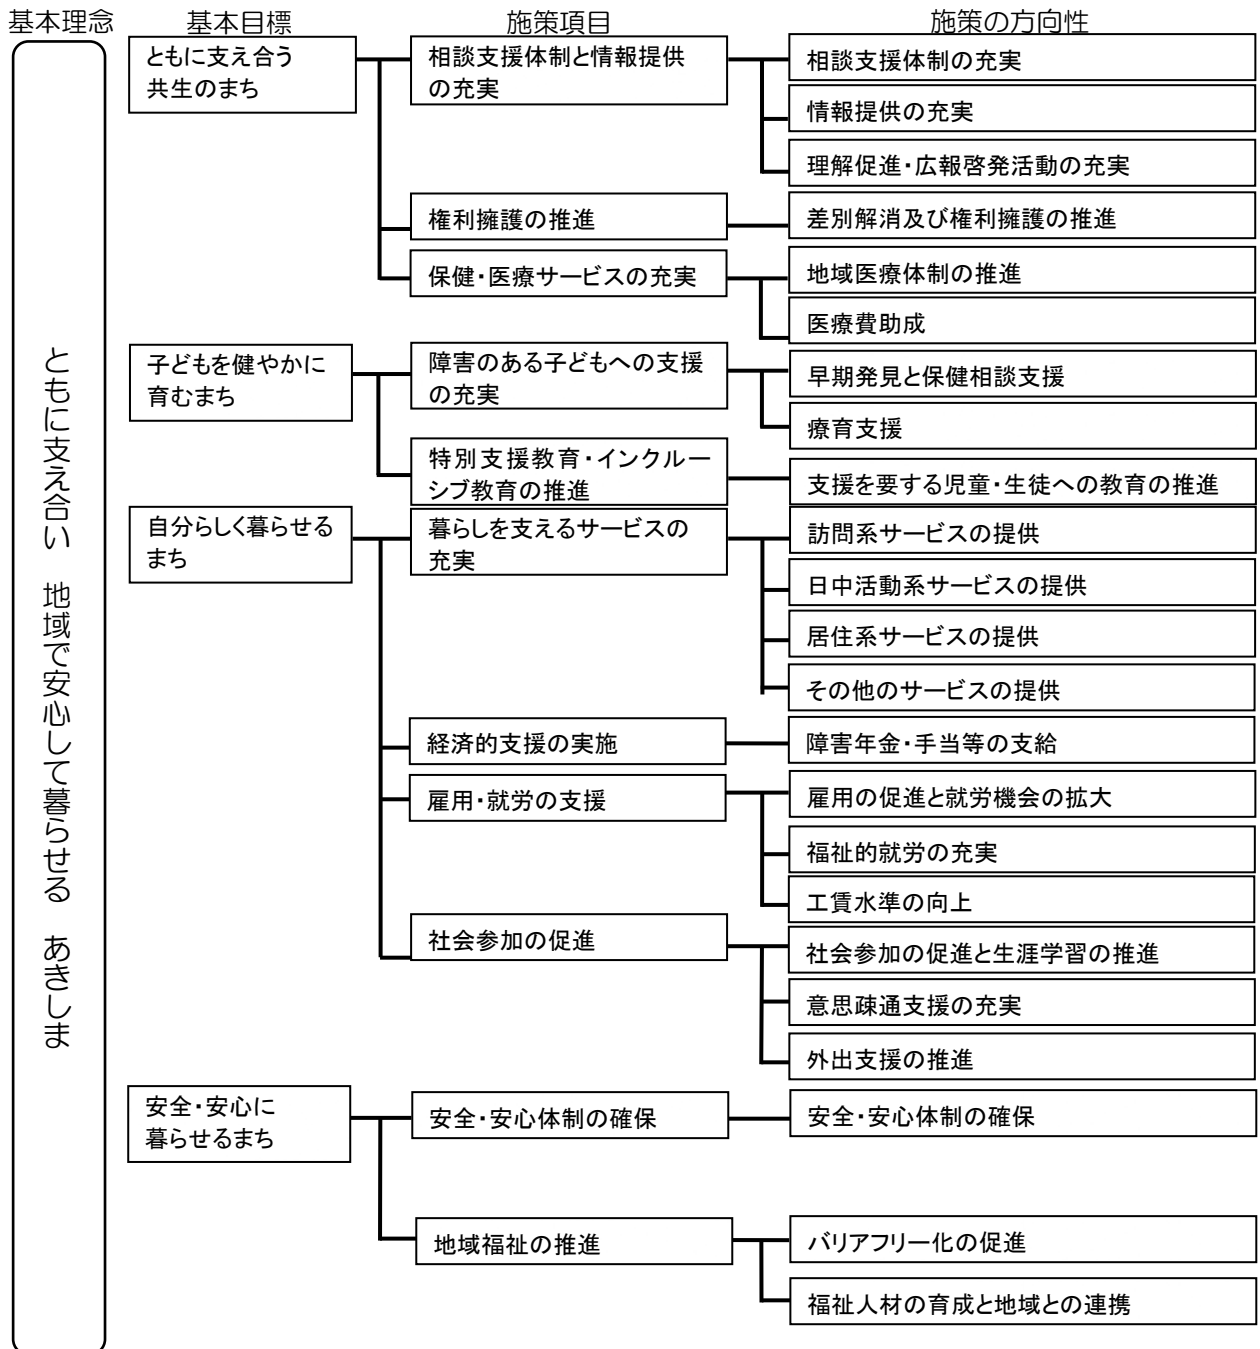 基本理念
基本目標
施策項目
施策の方向性
ともに支え合い　地域で安心して暮らせる　あきしま
ともに支え合う
共生のまち
相談支援体制と情報提供
の充実
相談支援体制の充実
情報提供の充実
理解促進・広報啓発活動の充実
権利擁護の推進
差別解消及び権利擁護の推進
保健・医療サービスの充実
地域医療体制の推進
医療費助成
子どもを健やかに
育むまち
障害のある子どもへの支援
の充実
早期発見と保健相談支援
療育支援
特別支援教育・インクルー
シブ教育の推進
支援を要する児童・生徒への教育の推進
自分らしく暮らせる
まち
暮らしを支えるサービスの
充実
訪問系サービスの提供
日中活動系サービスの提供
居住系サービスの提供
その他のサービスの提供
経済的支援の実施
障害年金・手当等の支給
雇用・就労の支援
雇用の促進と就労機会の拡大
福祉的就労の充実
工賃水準の向上
社会参加の促進
社会参加の促進と生涯学習の推進
意思疎通支援の充実
外出支援の推進
安全・安心に
暮らせるまち
安全・安心体制の確保
安全・安心体制の確保
地域福祉の推進
バリアフリー化の促進
福祉人材の育成と地域との連携